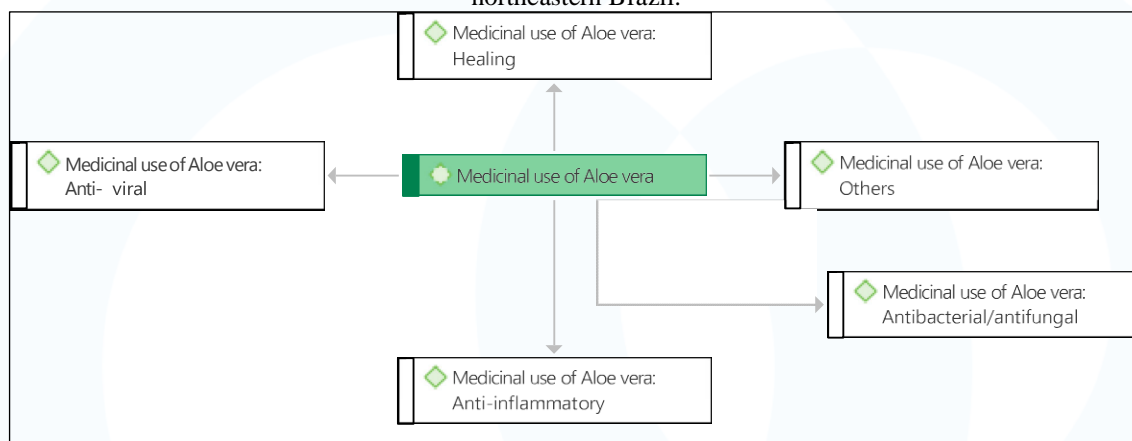 northeastern Brazil.
Medicinal use of Aloe vera:
Healing
Medicinal use of Aloe vera:
Anti- viral
Medicinal use of Aloe vera
Medicinal use of Aloe vera:
Others
Medicinal use of Aloe vera:
Antibacterial/antifungal
Medicinal use of Aloe vera:
Anti-inflammatory